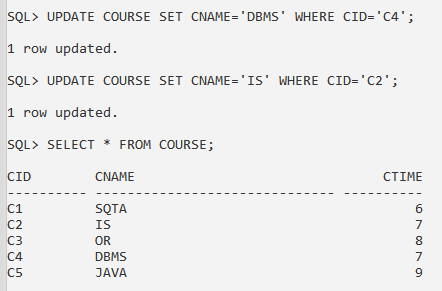 SQL> UPDATE COURSE SET CNAME='DBMS' WHERE CID='C4';
1 row updated.
SQL> UPDATE COURSE SET CNAME='IS' WHERE CID='C2';
1 row updated.
SQL> SELECT * FROM COURSE;
CID        CNAME                               CTIME
---------- ------------------------------ ----------
C1         SQTA                                    6
C2         IS                                      7
C3         OR                                      8
C4         DBMS                                    7
C5         JAVA                                    9